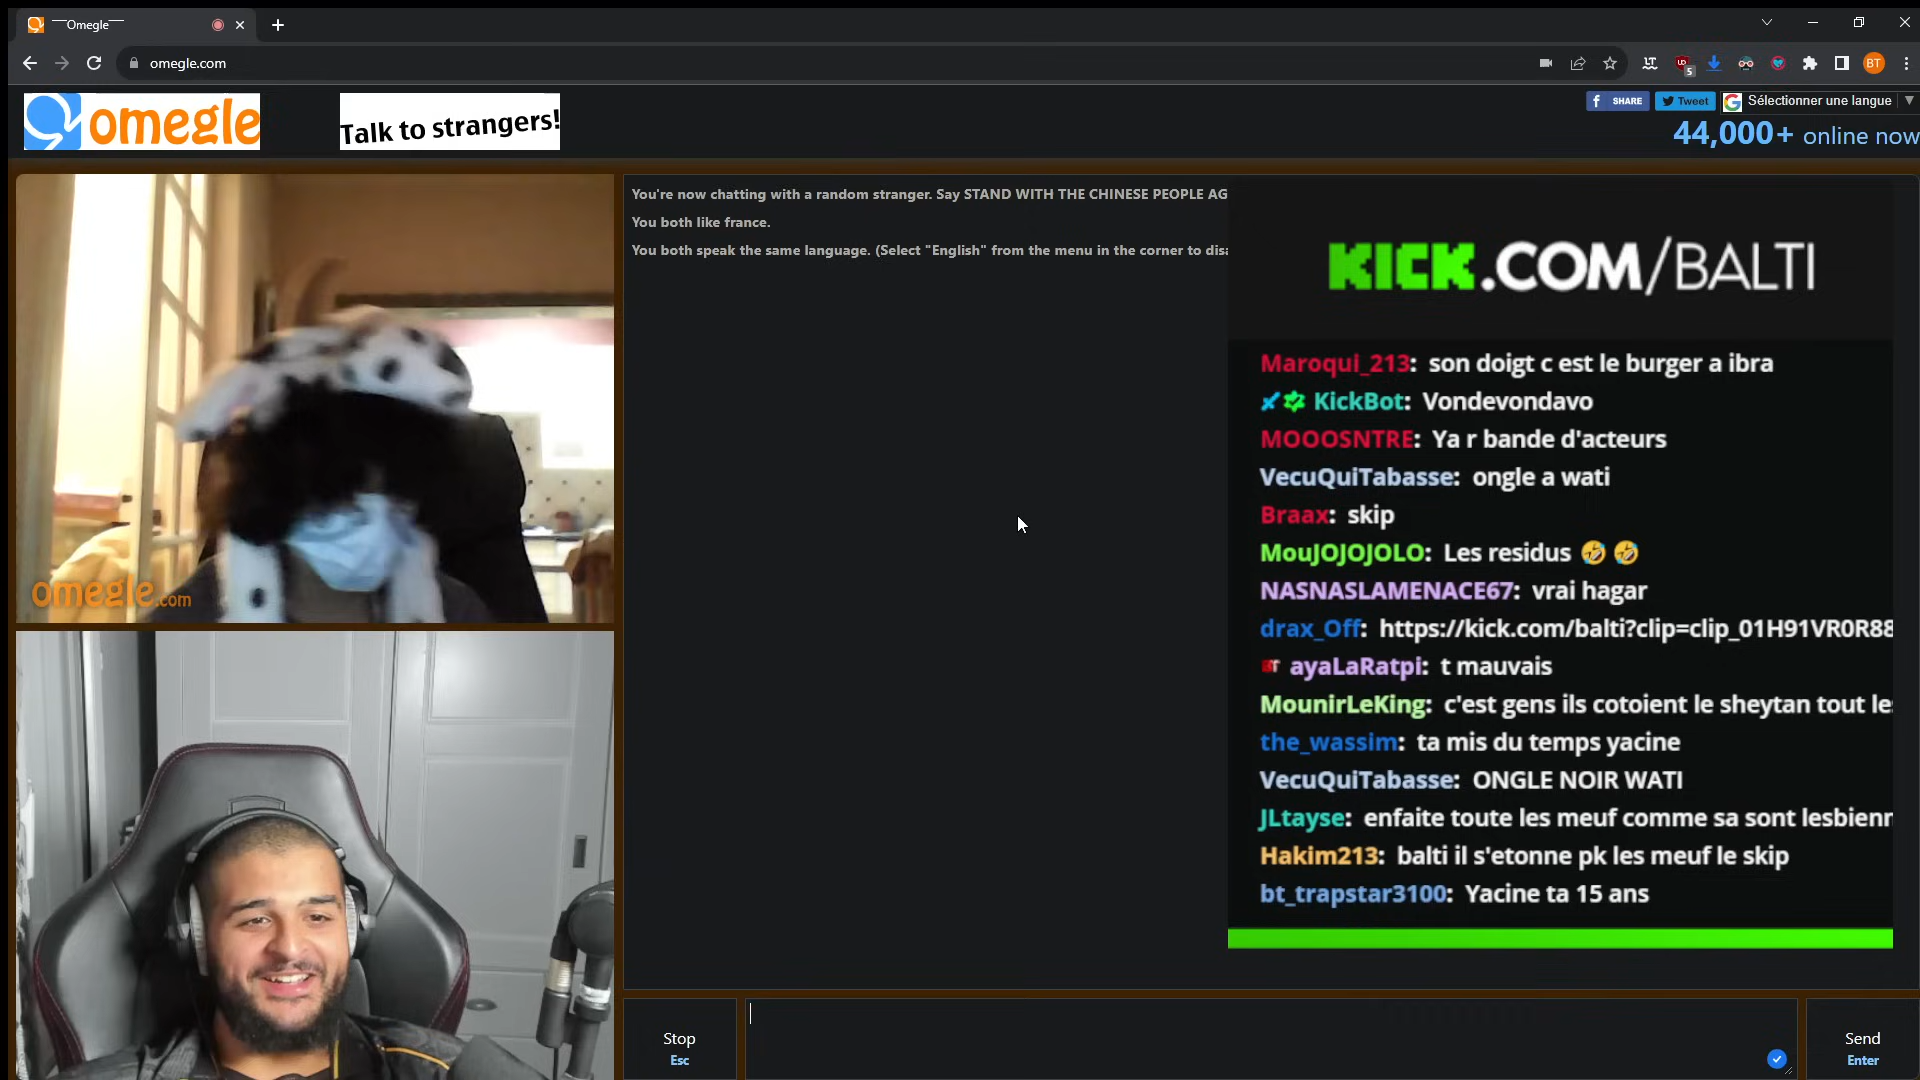 Omegle
omegle.com
5
BT
omegle
Talk to strangers!
SHARE
Tweet
Sélectionner une langue
44,000+ online now
You're now chatting with a random stranger. Say STAND WITH THE CHINESE PEOPLE AG
You both like france.
You both speak the same language. (Select "English" from the menu in the corner to disa
omegle.com
KICK.COM/BALTI
Maroqui_213: son doigt c est le burger a ibra
KickBot: Vondevondavo
MOOOSNTRE: Ya r bande d'acteurs
VecuQuiTabasse: ongle a wati
Braax: skip
MouJOJOJOLO: Les residus 🤣 🤣
NASNASLAMENACE67: vrai hagar
drax_Off: https://kick.com/balti?clip=clip_01H91VR0R88
ayaLaRatpi: t mauvais
MounirLeKing: c'est gens ils cotoient le sheytan tout le
the_wassim: ta mis du temps yacine
VecuQuiTabasse: ONGLE NOIR WATI
JLtayse: enfaite toute les meuf comme sa sont lesbienn
Hakim213: balti il s'etonne pk les meuf le skip
bt_trapstar3100: Yacine ta 15 ans
Stop
Esc
Send
Enter